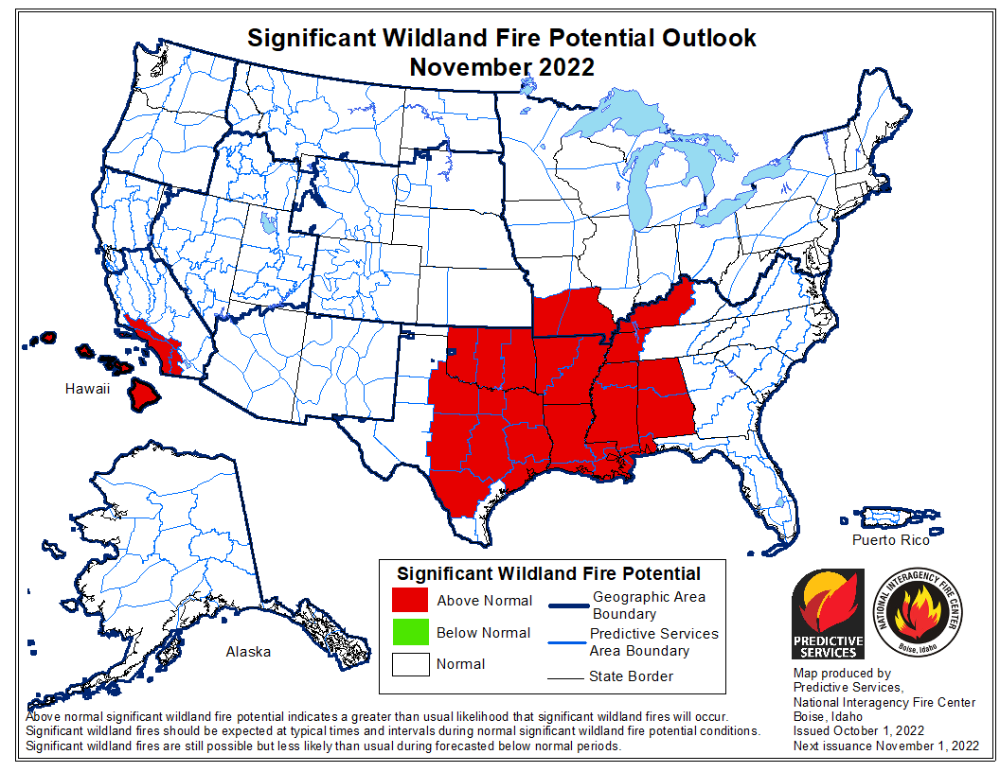 Significant Wildland Fire Potential Outlook
November 2022
Hawaii
Alaska
Puerto Rico
Significant Wildland Fire Potential
Above Normal
Below Normal
Normal
Geographic Area
Boundary
Predictive Services
Area Boundary
State Border
PREDICTIVE
SERVICES
NATIONAL INTERAGENCY FIRE CENTER
Boise, Idaho
Map produced by
Predictive Services,
National Interagency Fire Center
Boise, Idaho
Issued October 1, 2022
Next issuance November 1, 2022
Above normal significant wildland fire potential indicates a greater than usual likelihood that significant wildland fires will occur.
Significant wildland fires should be expected at typical times and intervals during normal significant wildland fire potential conditions.
Significant wildland fires are still possible but less likely than usual during forecasted below normal periods.